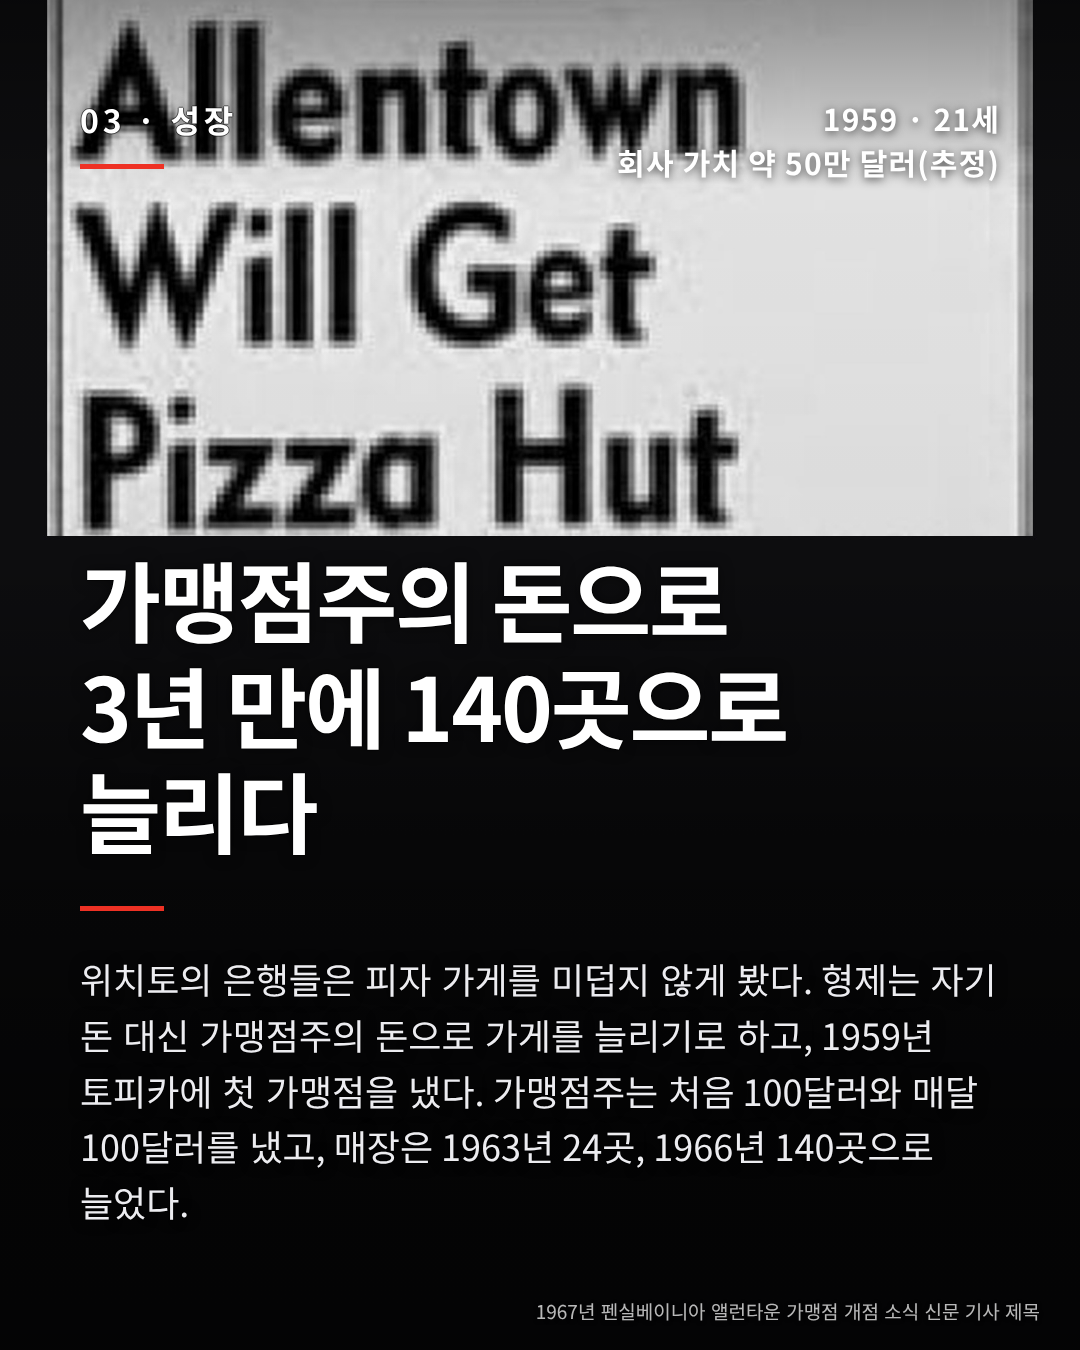 Allentown
Will Get
Pizza Hut
03 · 성장
1959 · 21세
회사 가치 약 50만 달러(추정)
가맹점주의 돈으로
3년 만에 140곳으로
늘리다
위치토의 은행들은 피자 가게를 미덥지 않게 봤다. 형제는 자기
돈 대신 가맹점주의 돈으로 가게를 늘리기로 하고, 1959년
토피카에 첫 가맹점을 냈다. 가맹점주는 처음 100달러와 매달
100달러를 냈고, 매장은 1963년 24곳, 1966년 140곳으로
늘었다.
1967년 펜실베이니아 앨런타운 가맹점 개점 소식 신문 기사 제목